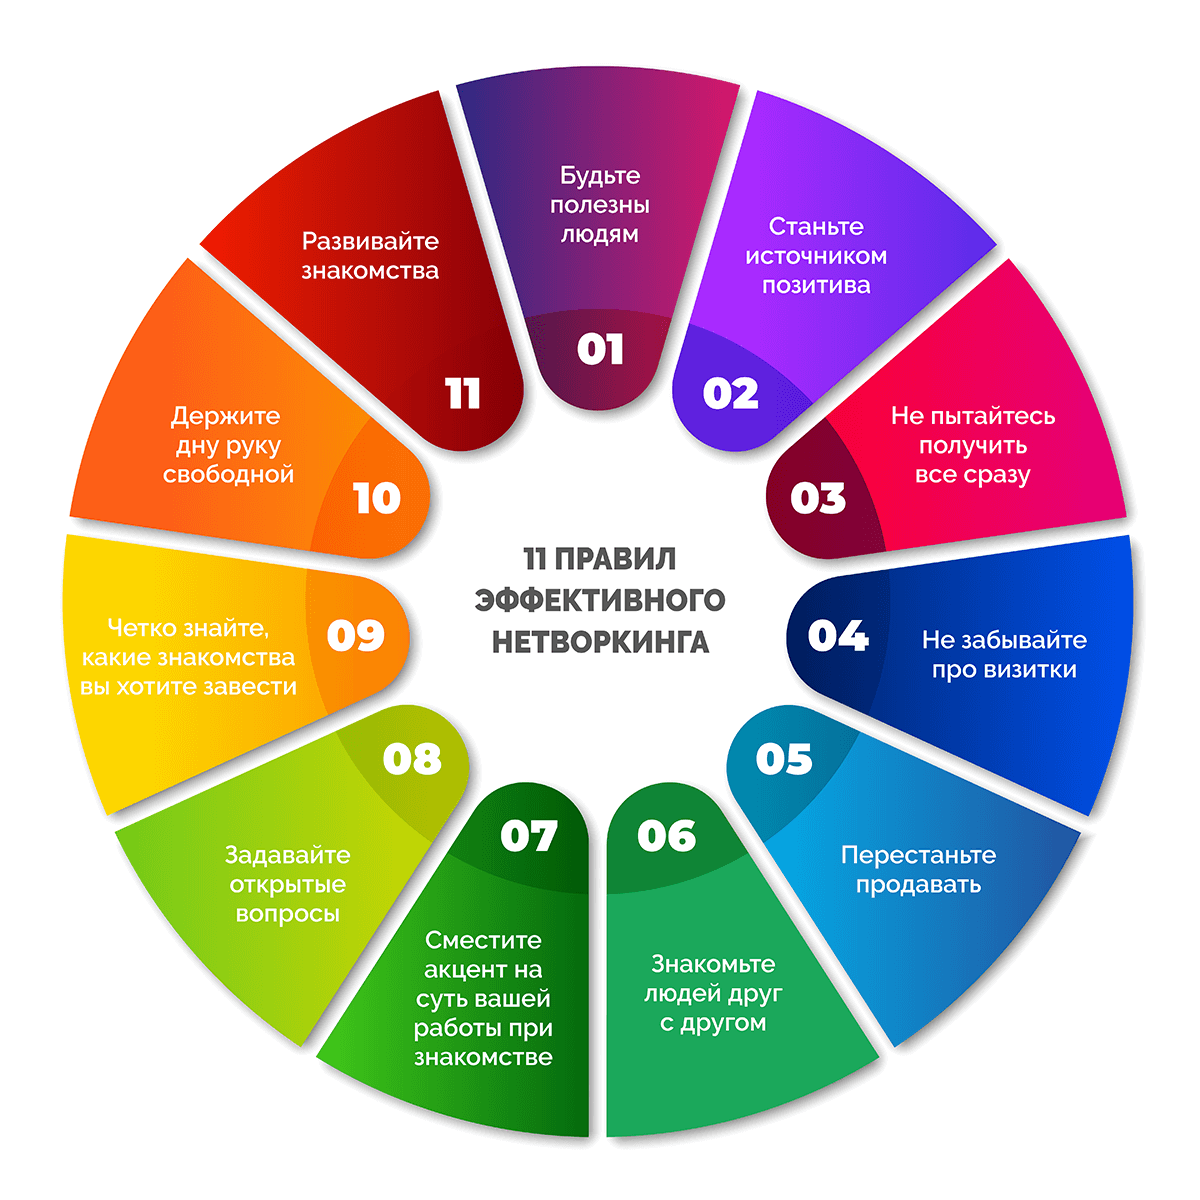 11 ПРАВИЛ
ЭФФЕКТИВНОГО
НЕТВОРКИНГА
01
Будьте
полезны
людям
02
Станьте
источником
позитива
03
Не пытайтесь
получить
все сразу
04
Не забывайте
про визитки
05
Перестаньте
продавать
06
Знакомьте
людей друг
с другом
07
Сместите
акцент на
суть вашей
работы при
знакомстве
08
Задавайте
открытые
вопросы
09
Четко знайте,
какие знакомства
вы хотите завести
10
Держите
дну руку
свободной
11
Развивайте
знакомства